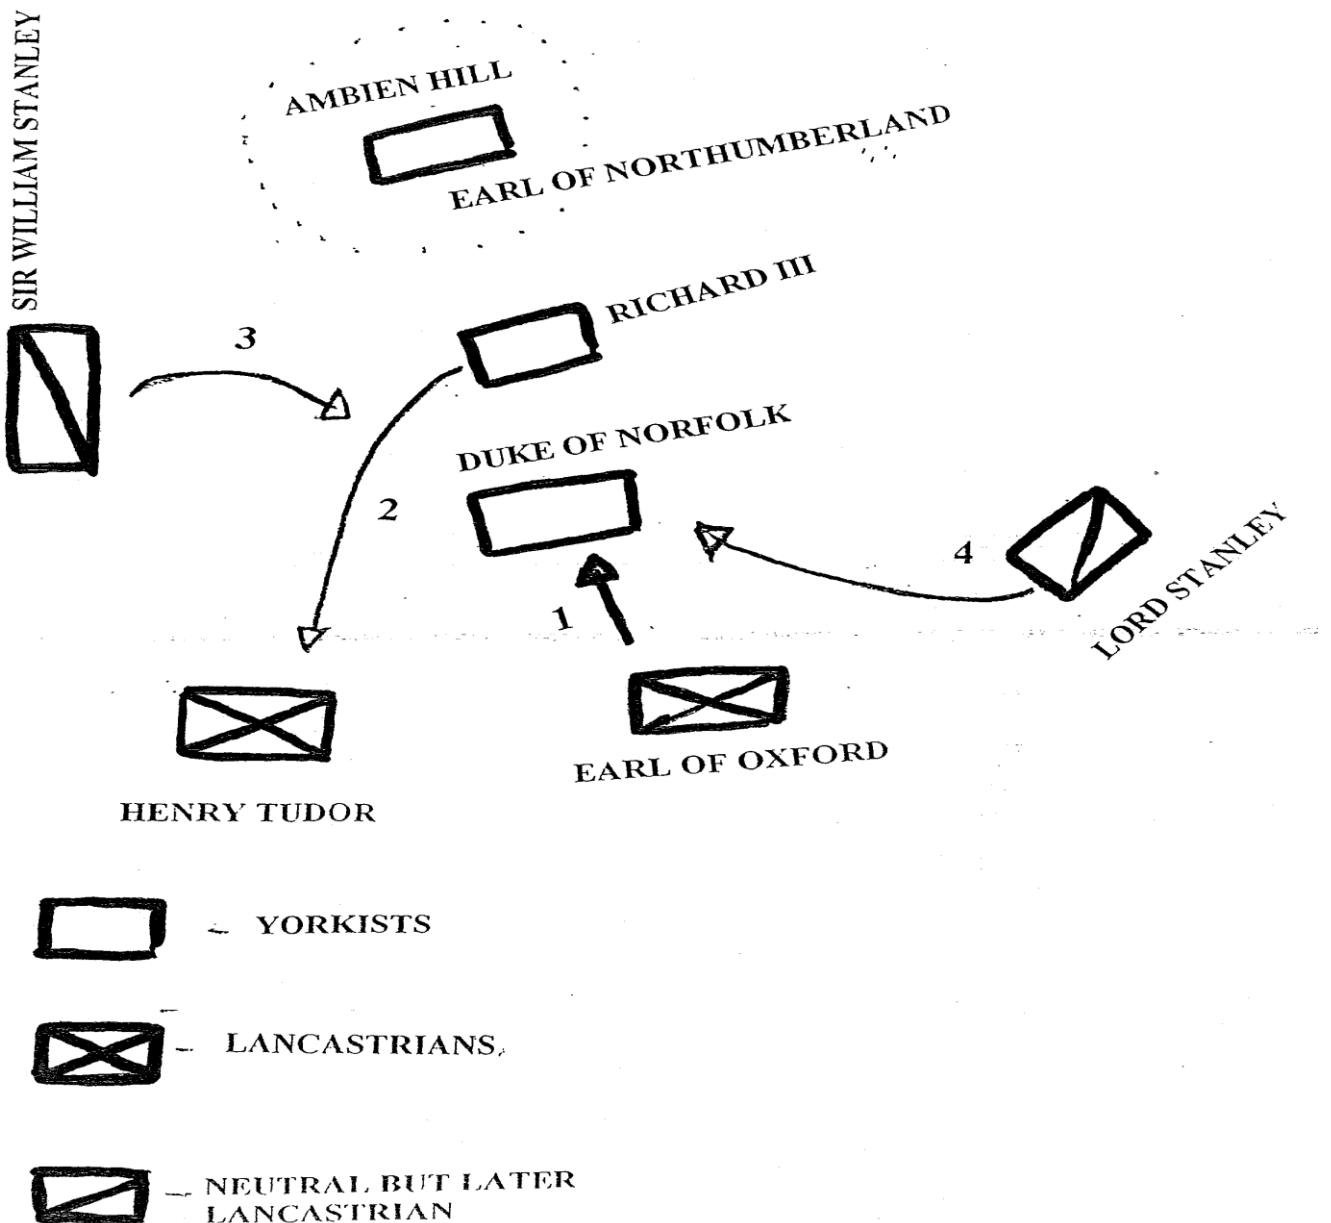 SIR WILLIAM STANLEY
AMBIEN HILL
EARL OF NORTHUMBERLAND
RICHARD III
3
DUKE OF NORFOLK
2
4
LORD STANLEY
1
EARL OF OXFORD
HENRY TUDOR
- YORKISTS
- LANCASTRIANS
- NEUTRAL BUT LATER
LANCASTRIAN